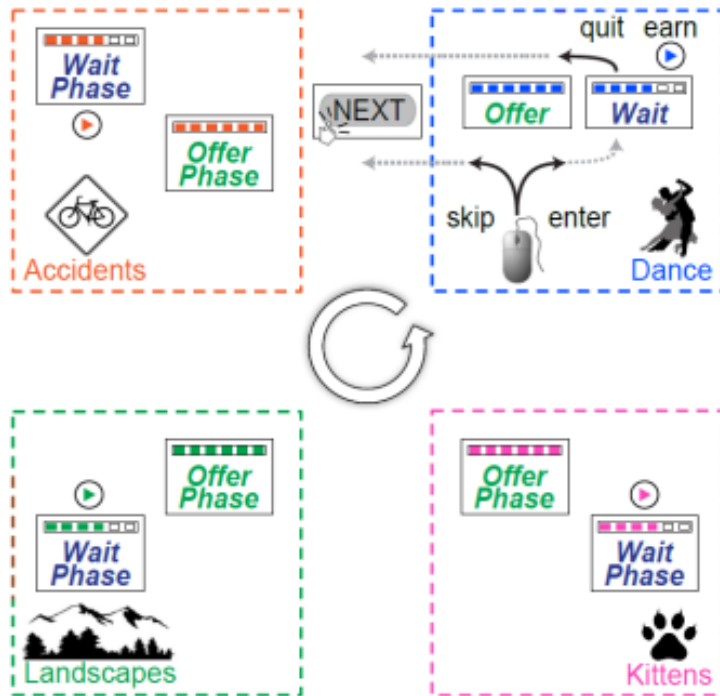 Wait
Phase
Offer
Phase
Accidents
NEXT
quit earn
Offer
Wait
skip enter
Dance
Offer
Phase
Wait
Phase
Landscapes
Offer
Phase
Wait
Phase
Kittens